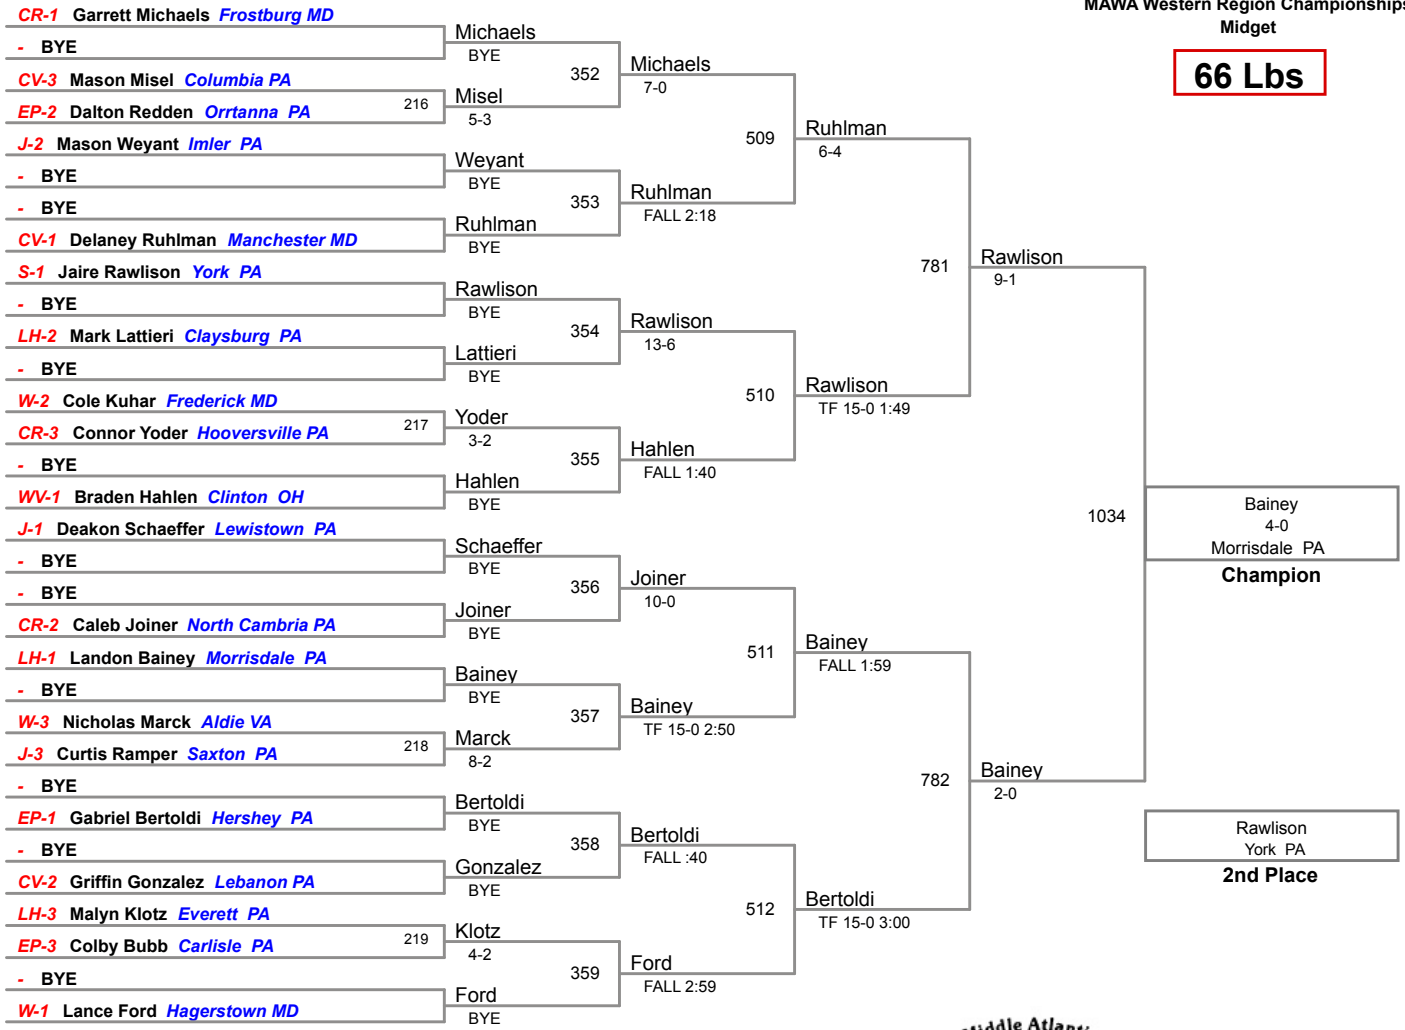 MAWA Western Region Championships
Midget
66 Lbs
CR-1 Garrett Michaels Frostburg MD
- BYE
CV-3 Mason Misel Columbia PA
EP-2 Dalton Redden Orrtanna PA
J-2 Mason Weyant Imler PA
- BYE
- BYE
CV-1 Delaney Ruhlman Manchester MD
S-1 Jaire Rawlison York PA
- BYE
LH-2 Mark Lattieri Claysburg PA
- BYE
W-2 Cole Kuhar Frederick MD
CR-3 Connor Yoder Hooversville PA
- BYE
WV-1 Braden Hahlen Clinton OH
J-1 Deakon Schaeffer Lewistown PA
- BYE
- BYE
CR-2 Caleb Joiner North Cambria PA
LH-1 Landon Bainey Morrisdale PA
- BYE
W-3 Nicholas Marck Aldie VA
J-3 Curtis Ramper Saxton PA
- BYE
EP-1 Gabriel Bertoldi Hershey PA
- BYE
CV-2 Griffin Gonzalez Lebanon PA
LH-3 Malyn Klotz Everett PA
EP-3 Colby Bubb Carlisle PA
- BYE
W-1 Lance Ford Hagerstown MD
216
217
218
219
Michaels
BYE
Misel
5-3
Weyant
BYE
Ruhlman
BYE
Rawlison
BYE
Lattieri
BYE
Yoder
3-2
Hahlen
BYE
Schaeffer
BYE
Joiner
BYE
Bainey
BYE
Marck
8-2
Bertoldi
BYE
Gonzalez
BYE
Klotz
4-2
Ford
BYE
352
353
354
355
356
357
358
359
Michaels
7-0
Ruhlman
FALL 2:18
Rawlison
13-6
Hahlen
FALL 1:40
Joiner
10-0
Bainey
TF 15-0 2:50
Bertoldi
FALL :40
Ford
FALL 2:59
509
510
511
512
Ruhlman
6-4
Rawlison
TF 15-0 1:49
Bainey
FALL 1:59
Bertoldi
TF 15-0 3:00
781
782
Rawlison
9-1
Bainey
2-0
1034
Bainey
4-0
Morrisdale PA
Champion
Rawlison
York PA
2nd Place